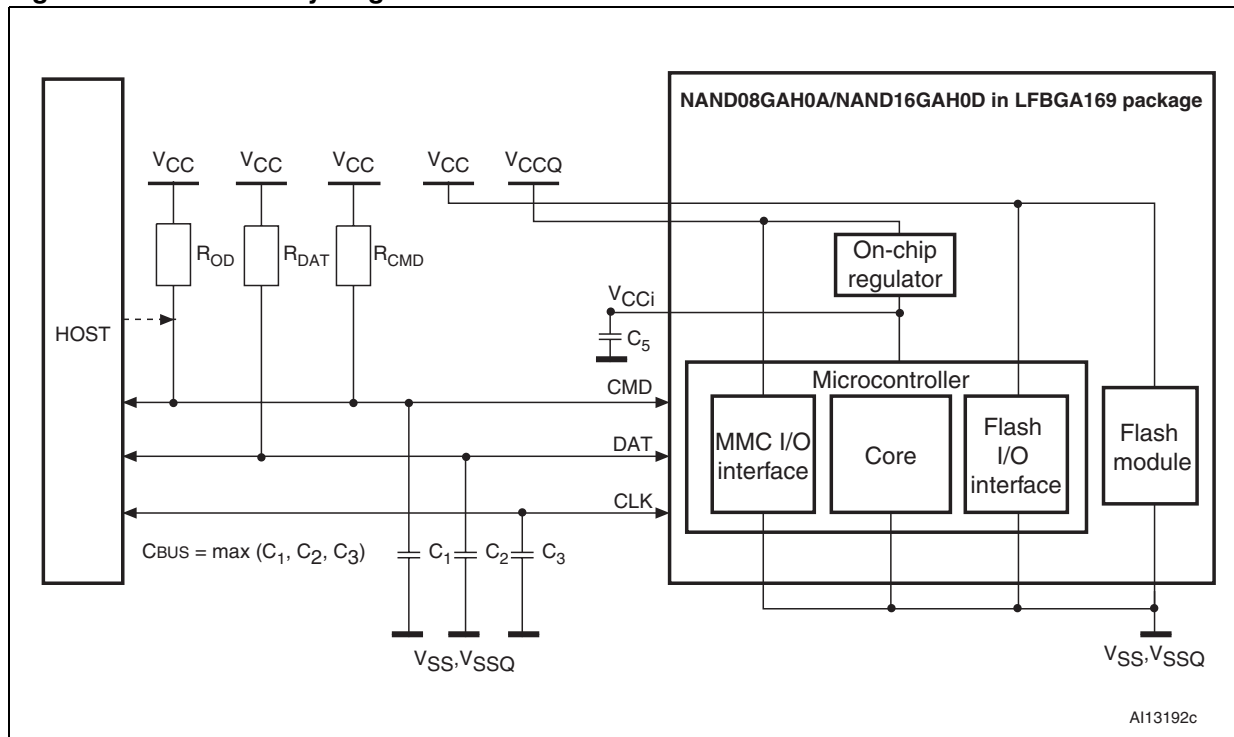 NAND08GAH0A/NAND16GAH0D in LFBGA169 package
VCC
VCC
VCC
VCC
VCCQ
ROD
RDAT
RCMD
On-chip
regulator
VCCi
C5
HOST
Microcontroller
CMD
MMC I/O
interface
Core
Flash
I/O
interface
Flash
module
DAT
CLK
CBUS = max (C1, C2, C3)
C1
C2
C3
VSS,VSSQ
VSS,VSSQ
AI13192c